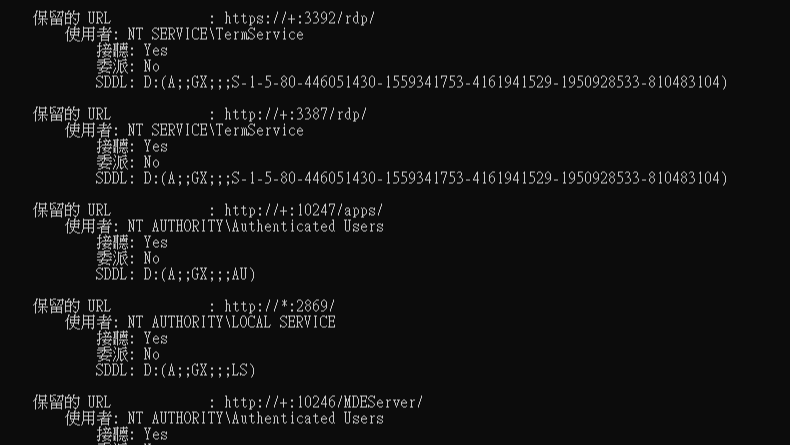 保留的 URL : https://+:3392/rdp/
使用者: NT SERVICE\TermService
接聽: Yes
委派: No
SDDL: D:(A;;GX;;;S-1-5-80-446051430-1559341753-4161941529-1950928533-810483104)
保留的 URL : http://+:3387/rdp/
使用者: NT SERVICE\TermService
接聽: Yes
委派: No
SDDL: D:(A;;GX;;;S-1-5-80-446051430-1559341753-4161941529-1950928533-810483104)
保留的 URL : http://+:10247/apps/
使用者: NT AUTHORITY\Authenticated Users
接聽: Yes
委派: No
SDDL: D:(A;;GX;;;AU)
保留的 URL : http://*:2869/
使用者: NT AUTHORITY\LOCAL SERVICE
接聽: Yes
委派: No
SDDL: D:(A;;GX;;;LS)
保留的 URL : http://+:10246/MDEServer/
使用者: NT AUTHORITY\Authenticated Users
接聽: Yes